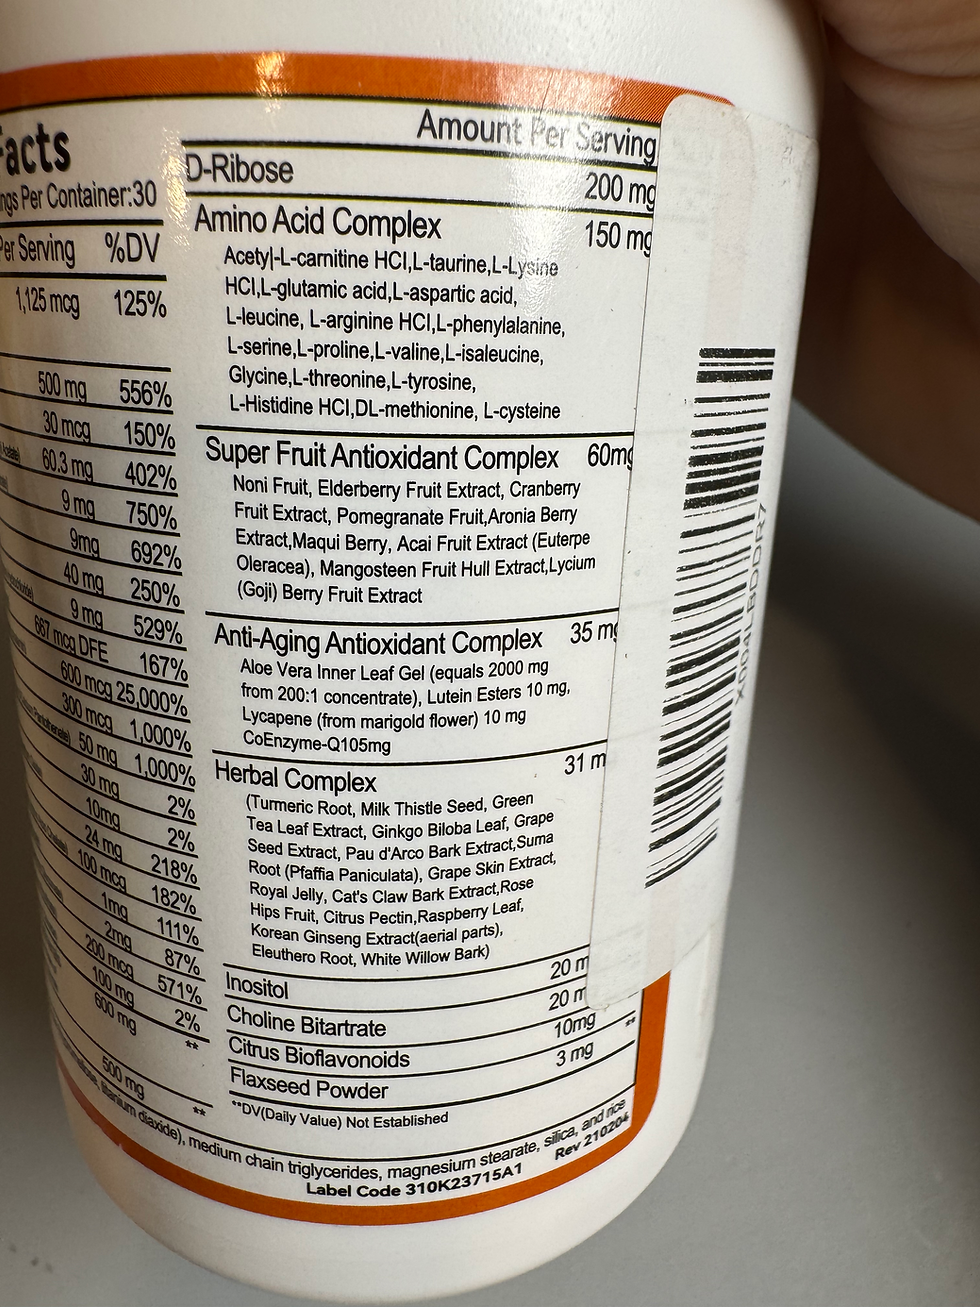 Facts
ngs Per Container:30
Per Serving %DV
1,125 mcg 125%
500 mg 556%
30 mcg 150%
60.3 mg 402%
9 mg 750%
9mg 692%
40 mg 250%
9 mg 529%
667 mcg DFE 167%
600 mcg 25,000%
300 mcg 1,000%
50 mg 1,000%
30 mg 2%
10mg 2%
24 mg 218%
100 mcg 182%
1mg 111%
2mg 87%
200 mcg 571%
100 mg 2%
600 mg **
500 mg **
Amount Per Serving
D-Ribose 200 mg
Amino Acid Complex 150 mg
Acetyl-L-carnitine HCl,L-taurine,L-Lysine
HCl,L-glutamic acid,L-aspartic acid,
L-leucine, L-arginine HCl,L-phenylalanine,
L-serine,L-proline,L-valine,L-isaleucine,
Glycine,L-threonine,L-tyrosine,
L-Histidine HCl,DL-methionine, L-cysteine
Super Fruit Antioxidant Complex 60mg
Noni Fruit, Elderberry Fruit Extract, Cranberry
Fruit Extract, Pomegranate Fruit,Aronia Berry
Extract,Maqui Berry, Acai Fruit Extract (Euterpe
Oleracea), Mangosteen Fruit Hull Extract,Lycium
(Goji) Berry Fruit Extract
Anti-Aging Antioxidant Complex 35 mg
Aloe Vera Inner Leaf Gel (equals 2000 mg
from 200:1 concentrate), Lutein Esters 10 mg,
Lycapene (from marigold flower) 10 mg
CoEnzyme-Q105mg
Herbal Complex 31 m
(Turmeric Root, Milk Thistle Seed, Green
Tea Leaf Extract, Ginkgo Biloba Leaf, Grape
Seed Extract, Pau d'Arco Bark Extract,Suma
Root (Pfaffia Paniculata), Grape Skin Extract,
Royal Jelly, Cat's Claw Bark Extract,Rose
Hips Fruit, Citrus Pectin,Raspberry Leaf,
Korean Ginseng Extract(aerial parts),
Eleuthero Root, White Willow Bark)
Inositol 20 m
Choline Bitartrate 20 m
Citrus Bioflavonoids 10mg **
Flaxseed Powder 3 mg
**DV(Daily Value) Not Established
titanium diaxide), medium chain triglycerides, magnesium stearate, silica, and rice
Label Code 310K23715A1 Rev 210204